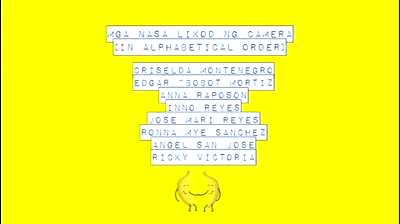 MGA NASA LIKOD NG CAMERA
(IN ALPHABETICAL ORDER)
CRISELDA MONTENEGRO
EDGAR "BOBOT" MORTIZ
ANNA RAPOSON
INNO REYES
JOSE MARI REYES
RONNA MYE SANCHEZ
ANGEL SAN JOSE
RICKY VICTORIA